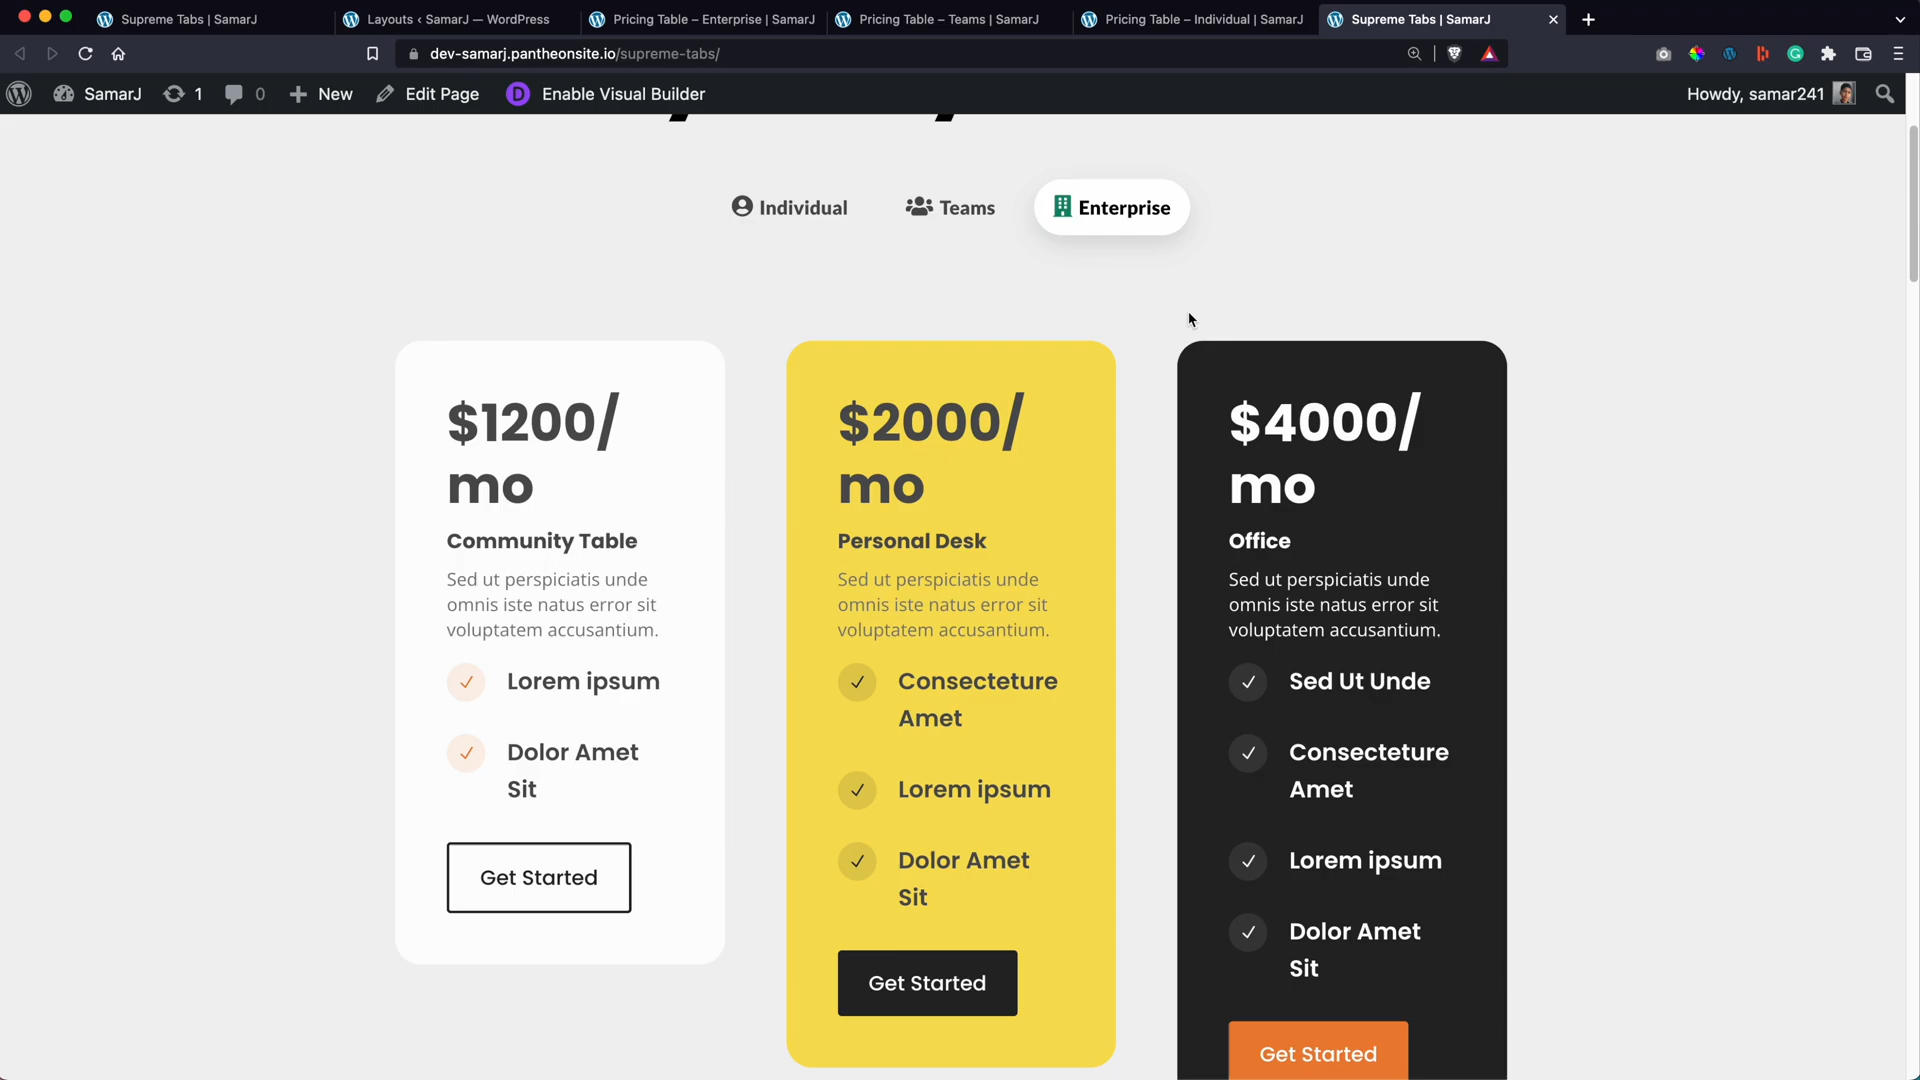 Supreme Tabs | SamarJ
Layouts ‹ SamarJ — WordPress
Pricing Table – Enterprise | SamarJ
Pricing Table – Teams | SamarJ
Pricing Table – Individual | SamarJ
Supreme Tabs | SamarJ
dev-samarj.pantheonsite.io/supreme-tabs/
SamarJ
1
0
New
Edit Page
D
Enable Visual Builder
Howdy, samar241
Individual
Teams
Enterprise
$1200/
mo
Community Table
Sed ut perspiciatis unde
omnis iste natus error sit
voluptatem accusantium.
Lorem ipsum
Dolor Amet
Sit
Get Started
$2000/
mo
Personal Desk
Sed ut perspiciatis unde
omnis iste natus error sit
voluptatem accusantium.
Consecteture
Amet
Lorem ipsum
Dolor Amet
Sit
Get Started
$4000/
mo
Office
Sed ut perspiciatis unde
omnis iste natus error sit
voluptatem accusantium.
Sed Ut Unde
Consecteture
Amet
Lorem ipsum
Dolor Amet
Sit
Get Started